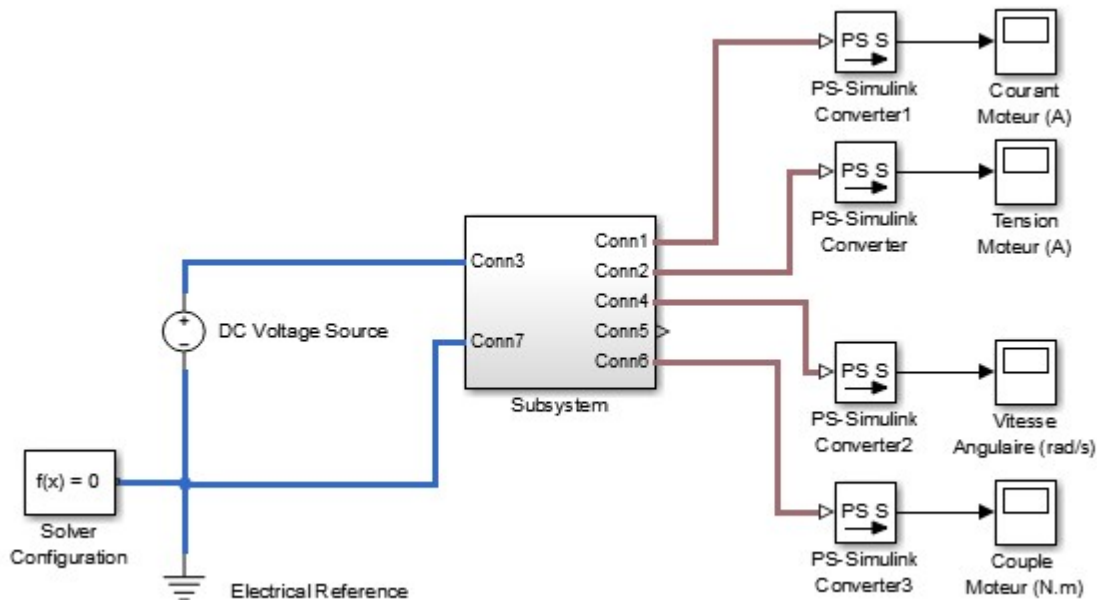 PS S
PS-Simulink
Converter1
Courant
Moteur (A)
PS S
PS-Simulink
Converter
Tension
Moteur (A)
Conn3
Conn7
Conn1
Conn2
Conn4
Conn5
Conn6
Subsystem
+
−
DC Voltage Source
PS S
PS-Simulink
Converter2
Vitesse
Angulaire (rad/s)
f(x) = 0
Solver
Configuration
Electrical Reference
PS S
PS-Simulink
Converter3
Couple
Moteur (N.m)